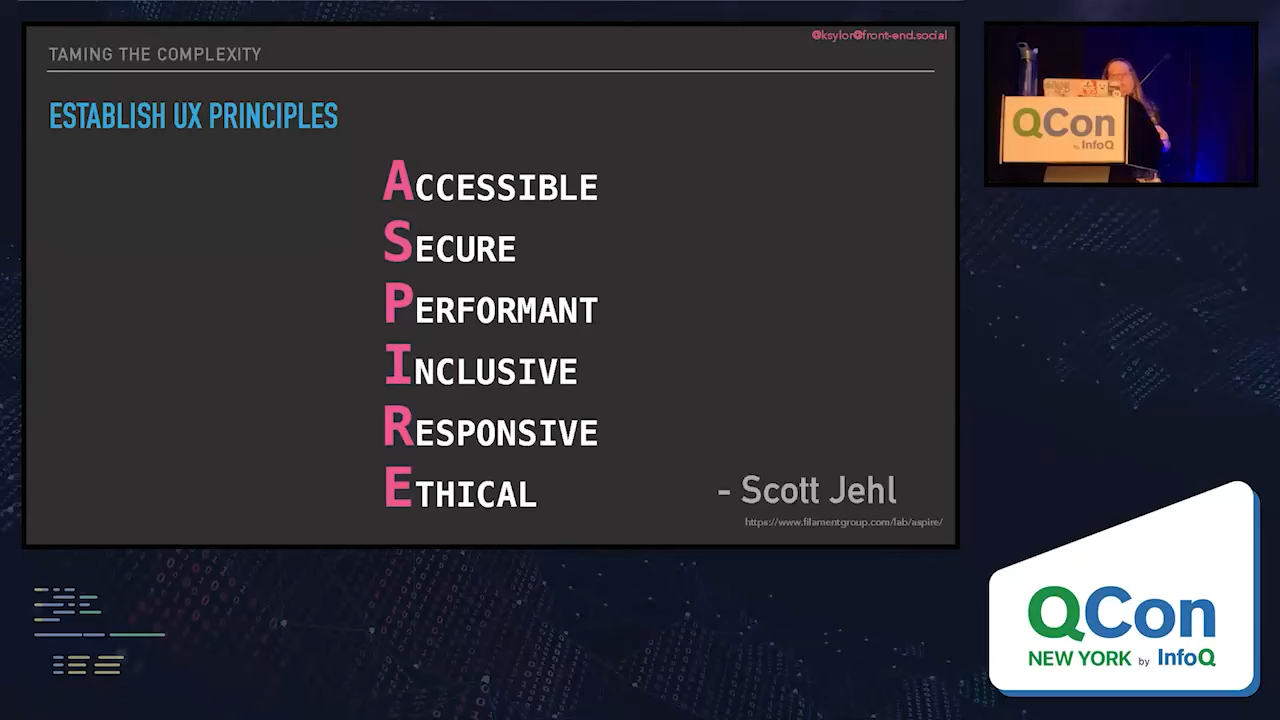 @ksylor@front-end.social
TAMING THE COMPLEXITY
ESTABLISH UX PRINCIPLES
ACCESSIBLE
SECURE
PERFORMANT
INCLUSIVE
RESPONSIVE
ETHICAL
- Scott Jehl
https://www.filamentgroup.com/lab/aspire/
QCon
by InfoQ
QCon
NEW YORK by InfoQ